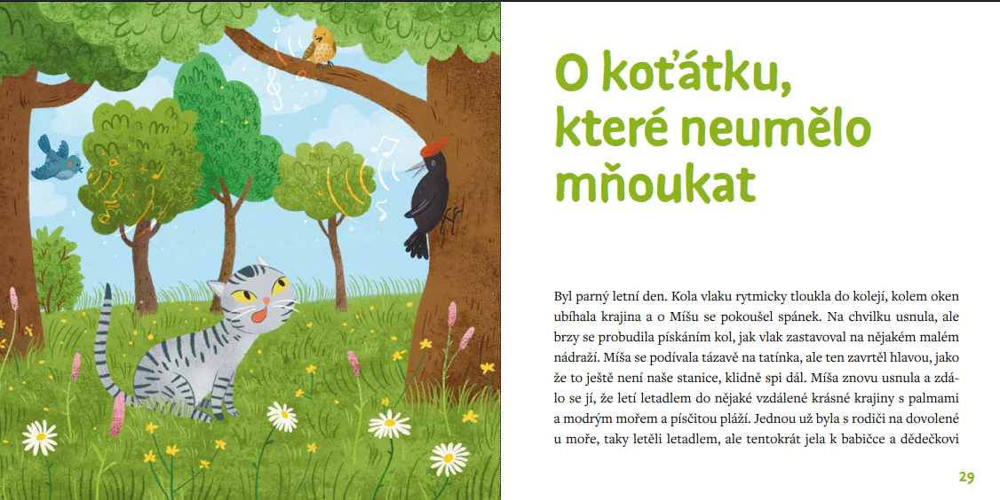 O koťátku,
které neumělo
mňoukat
Byl parný letní den. Kola vlaku rytmicky tloukla do kolejí, kolem oken
ubíhala krajina a o Míšu se pokoušel spánek. Na chvilku usnula, ale
brzy se probudila pískáním kol, jak vlak zastavoval na nějakém malém
nádraží. Míša se podívala tázavě na tatínka, ale ten zavrtěl hlavou, jako
že to ještě není naše stanice, klidně spi dál. Míša znovu usnula a zdá-
lo se jí, že letí letadlem do nějaké vzdálené krásné krajiny s palmami
a modrým mořem a písčitou pláží. Jednou už byla s rodiči na dovolené
u moře, taky letěli letadlem, ale tentokrát jela k babičce a dědečkovi
29